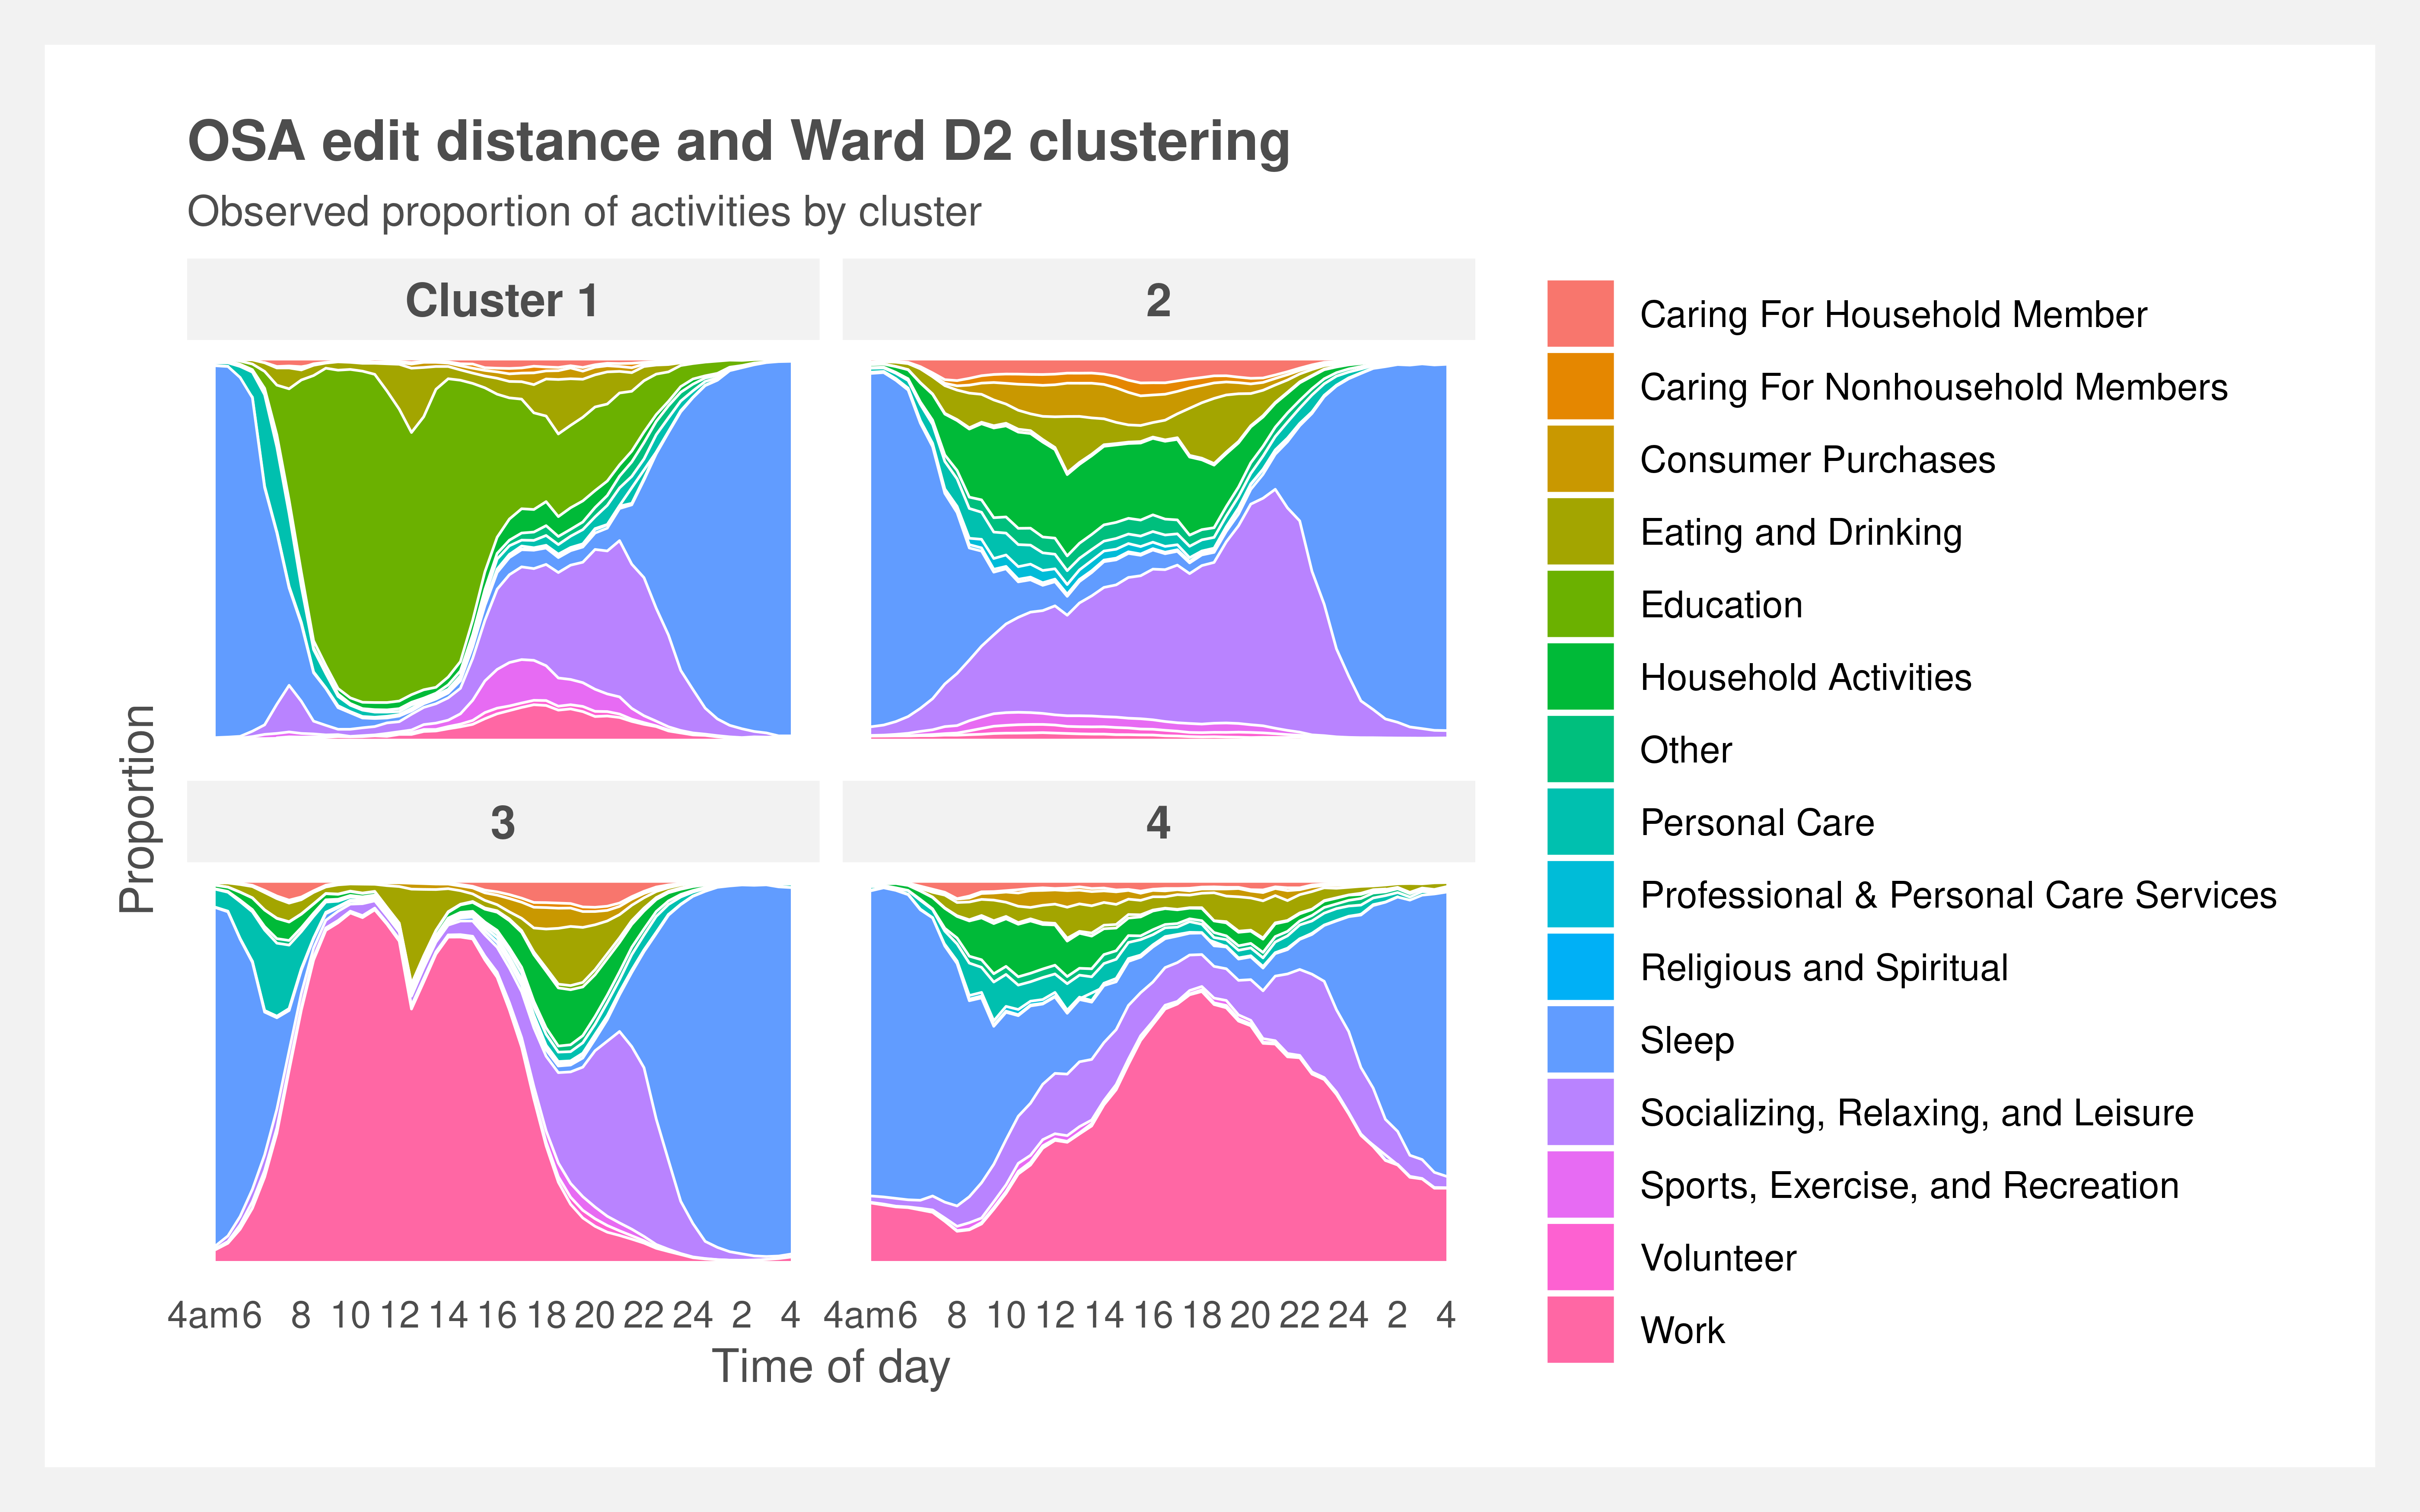 OSA edit distance and Ward D2 clustering
Observed proportion of activities by cluster
Cluster 1
2
3
4
Proportion
4am 6 8 10 12 14 16 18 20 22 24 2 4
4am 6 8 10 12 14 16 18 20 22 24 2 4
Time of day
Caring For Household Member
Caring For Nonhousehold Members
Consumer Purchases
Eating and Drinking
Education
Household Activities
Other
Personal Care
Professional & Personal Care Services
Religious and Spiritual
Sleep
Socializing, Relaxing, and Leisure
Sports, Exercise, and Recreation
Volunteer
Work